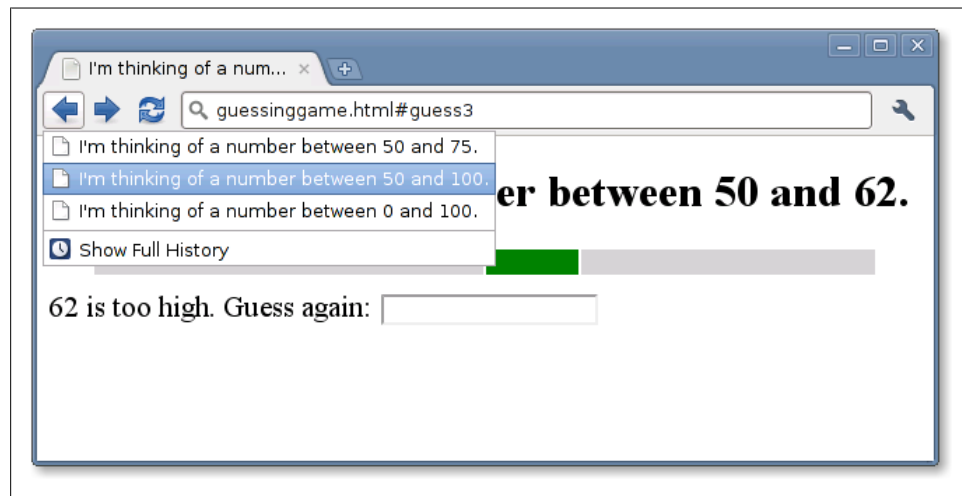 I'm thinking of a num...
guessinggame.html#guess3
I'm thinking of a number between 50 and 75.
I'm thinking of a number between 50 and 100.
I'm thinking of a number between 0 and 100.
Show Full History
er between 50 and 62.
62 is too high. Guess again: